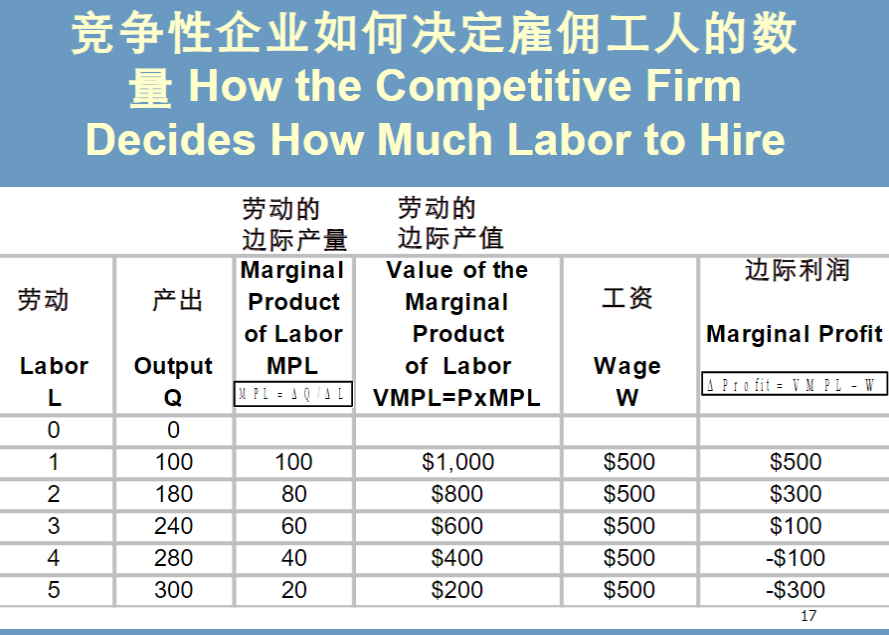 竞争性企业如何决定雇佣工人的数
量 How the Competitive Firm
Decides How Much Labor to Hire
劳动的 劳动的
边际产量 边际产值
劳动 产出 Marginal Product of Labor MPL Value of the Marginal Product of Labor 工资 边际利润
Labor Output MPL = ΔQ/ΔL VMPL=PxMPL Wage Marginal Profit
L Q W ΔProfit = VMPL - W
0 0
1 100 100 $1,000 $500 $500
2 180 80 $800 $500 $300
3 240 60 $600 $500 $100
4 280 40 $400 $500 -$100
5 300 20 $200 $500 -$300
17